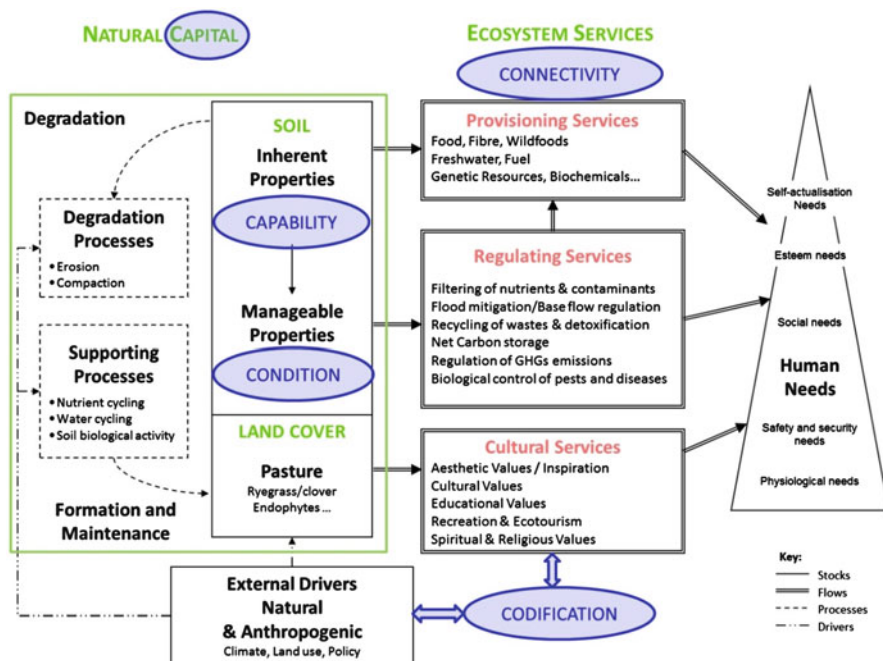 NATURAL CAPITAL
ECOSYSTEM SERVICES
CONNECTIVITY
Degradation
Degradation
Processes
• Erosion
• Compaction
Supporting
Processes
• Nutrient cycling
• Water cycling
• Soil biological activity
Formation and
Maintenance
SOIL
Inherent
Properties
CAPABILITY
Manageable
Properties
CONDITION
LAND COVER
Pasture
Ryegrass/clover
Endophytes ...
External Drivers
Natural
& Anthropogenic
Climate, Land use, Policy
Provisioning Services
Food, Fibre, Wildfoods
Freshwater, Fuel
Genetic Resources, Biochemicals...
Regulating Services
Filtering of nutrients & contaminants
Flood mitigation/Base flow regulation
Recycling of wastes & detoxification
Net Carbon storage
Regulation of GHGs emissions
Biological control of pests and diseases
Cultural Services
Aesthetic Values / Inspiration
Cultural Values
Educational Values
Recreation & Ecotourism
Spiritual & Religious Values
CODIFICATION
Self-actualisation
Needs
Esteem needs
Social needs
Human
Needs
Safety and security
needs
Physiological needs
Key:
Stocks
Flows
Processes
Drivers